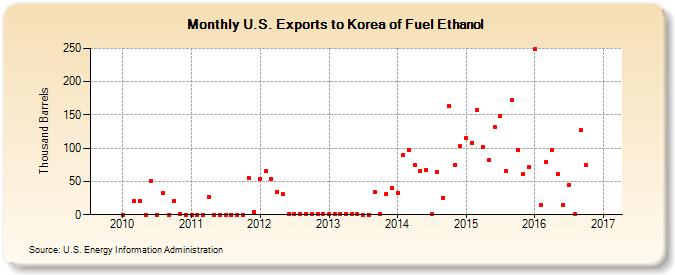 Monthly U.S. Exports to Korea of Fuel Ethanol
Thousand Barrels
250
200
150
100
50
0
2010 2011 2012 2013 2014 2015 2016 2017
Source: U.S. Energy Information Administration